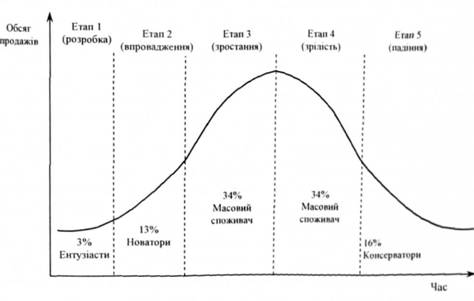 Обсяг
продажів
Етап 1
(розробка)
Етап 2
(впровадження)
Етап 3
(зростання)
Етап 4
(зрілість)
Етап 5
(падіння)
3%
Ентузіасти
13%
Новатори
34%
Масовий
споживач
34%
Масовий
споживач
16%
Консерватори
Час